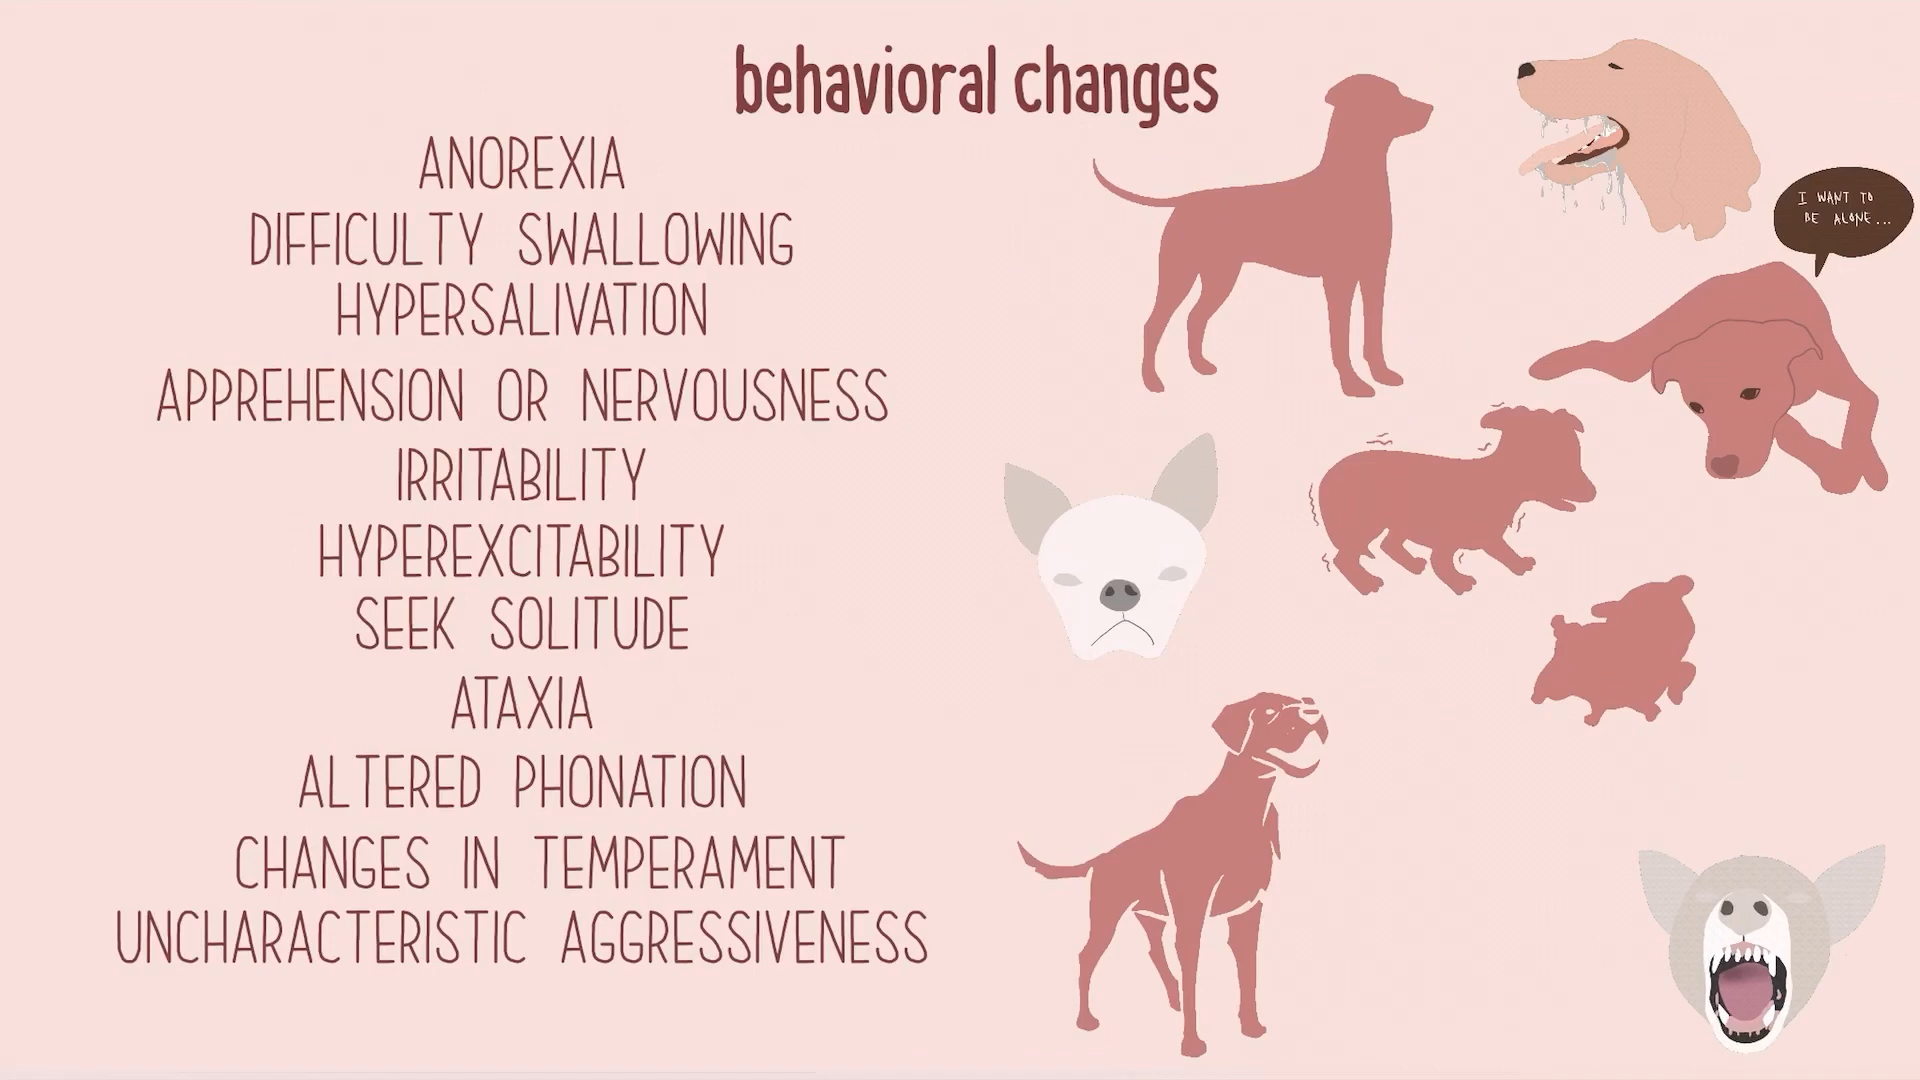 behavioral changes
ANOREXIA
DIFFICULTY SWALLOWING
HYPERSALIVATION
APPREHENSION OR NERVOUSNESS
IRRITABILITY
HYPEREXCITABILITY
SEEK SOLITUDE
ATAXIA
ALTERED PHONATION
CHANGES IN TEMPERAMENT
UNCHARACTERISTIC AGGRESSIVENESS
I WANT TO
BE ALONE...